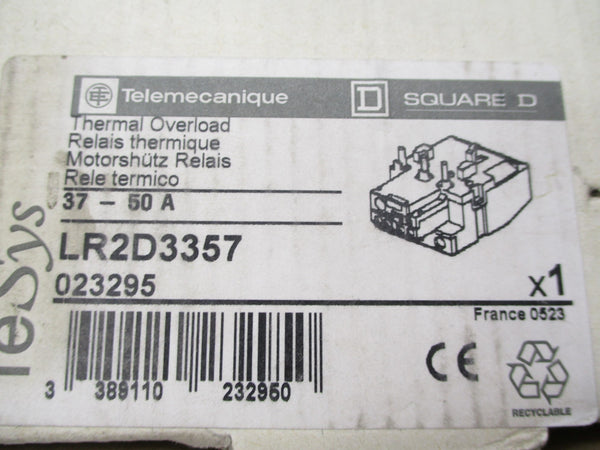 Telemecanique
SQUARE D
Thermal Overload
Relais thermique
Motorshütz Relais
Rele termico
37 - 50 A
LR2D3357
023295
x1
France 0523
TeSys
3 389110 232950
CE
RECYCLABLE